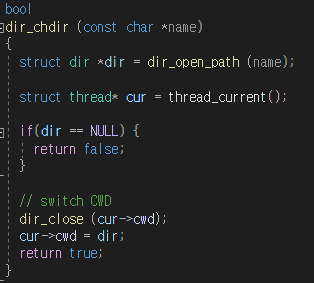 bool
dir_chdir (const char *name)
{
struct dir *dir = dir_open_path (name);
struct thread* cur = thread_current();
if(dir == NULL) {
return false;
}
// switch CWD
dir_close (cur->cwd);
cur->cwd = dir;
return true;
}